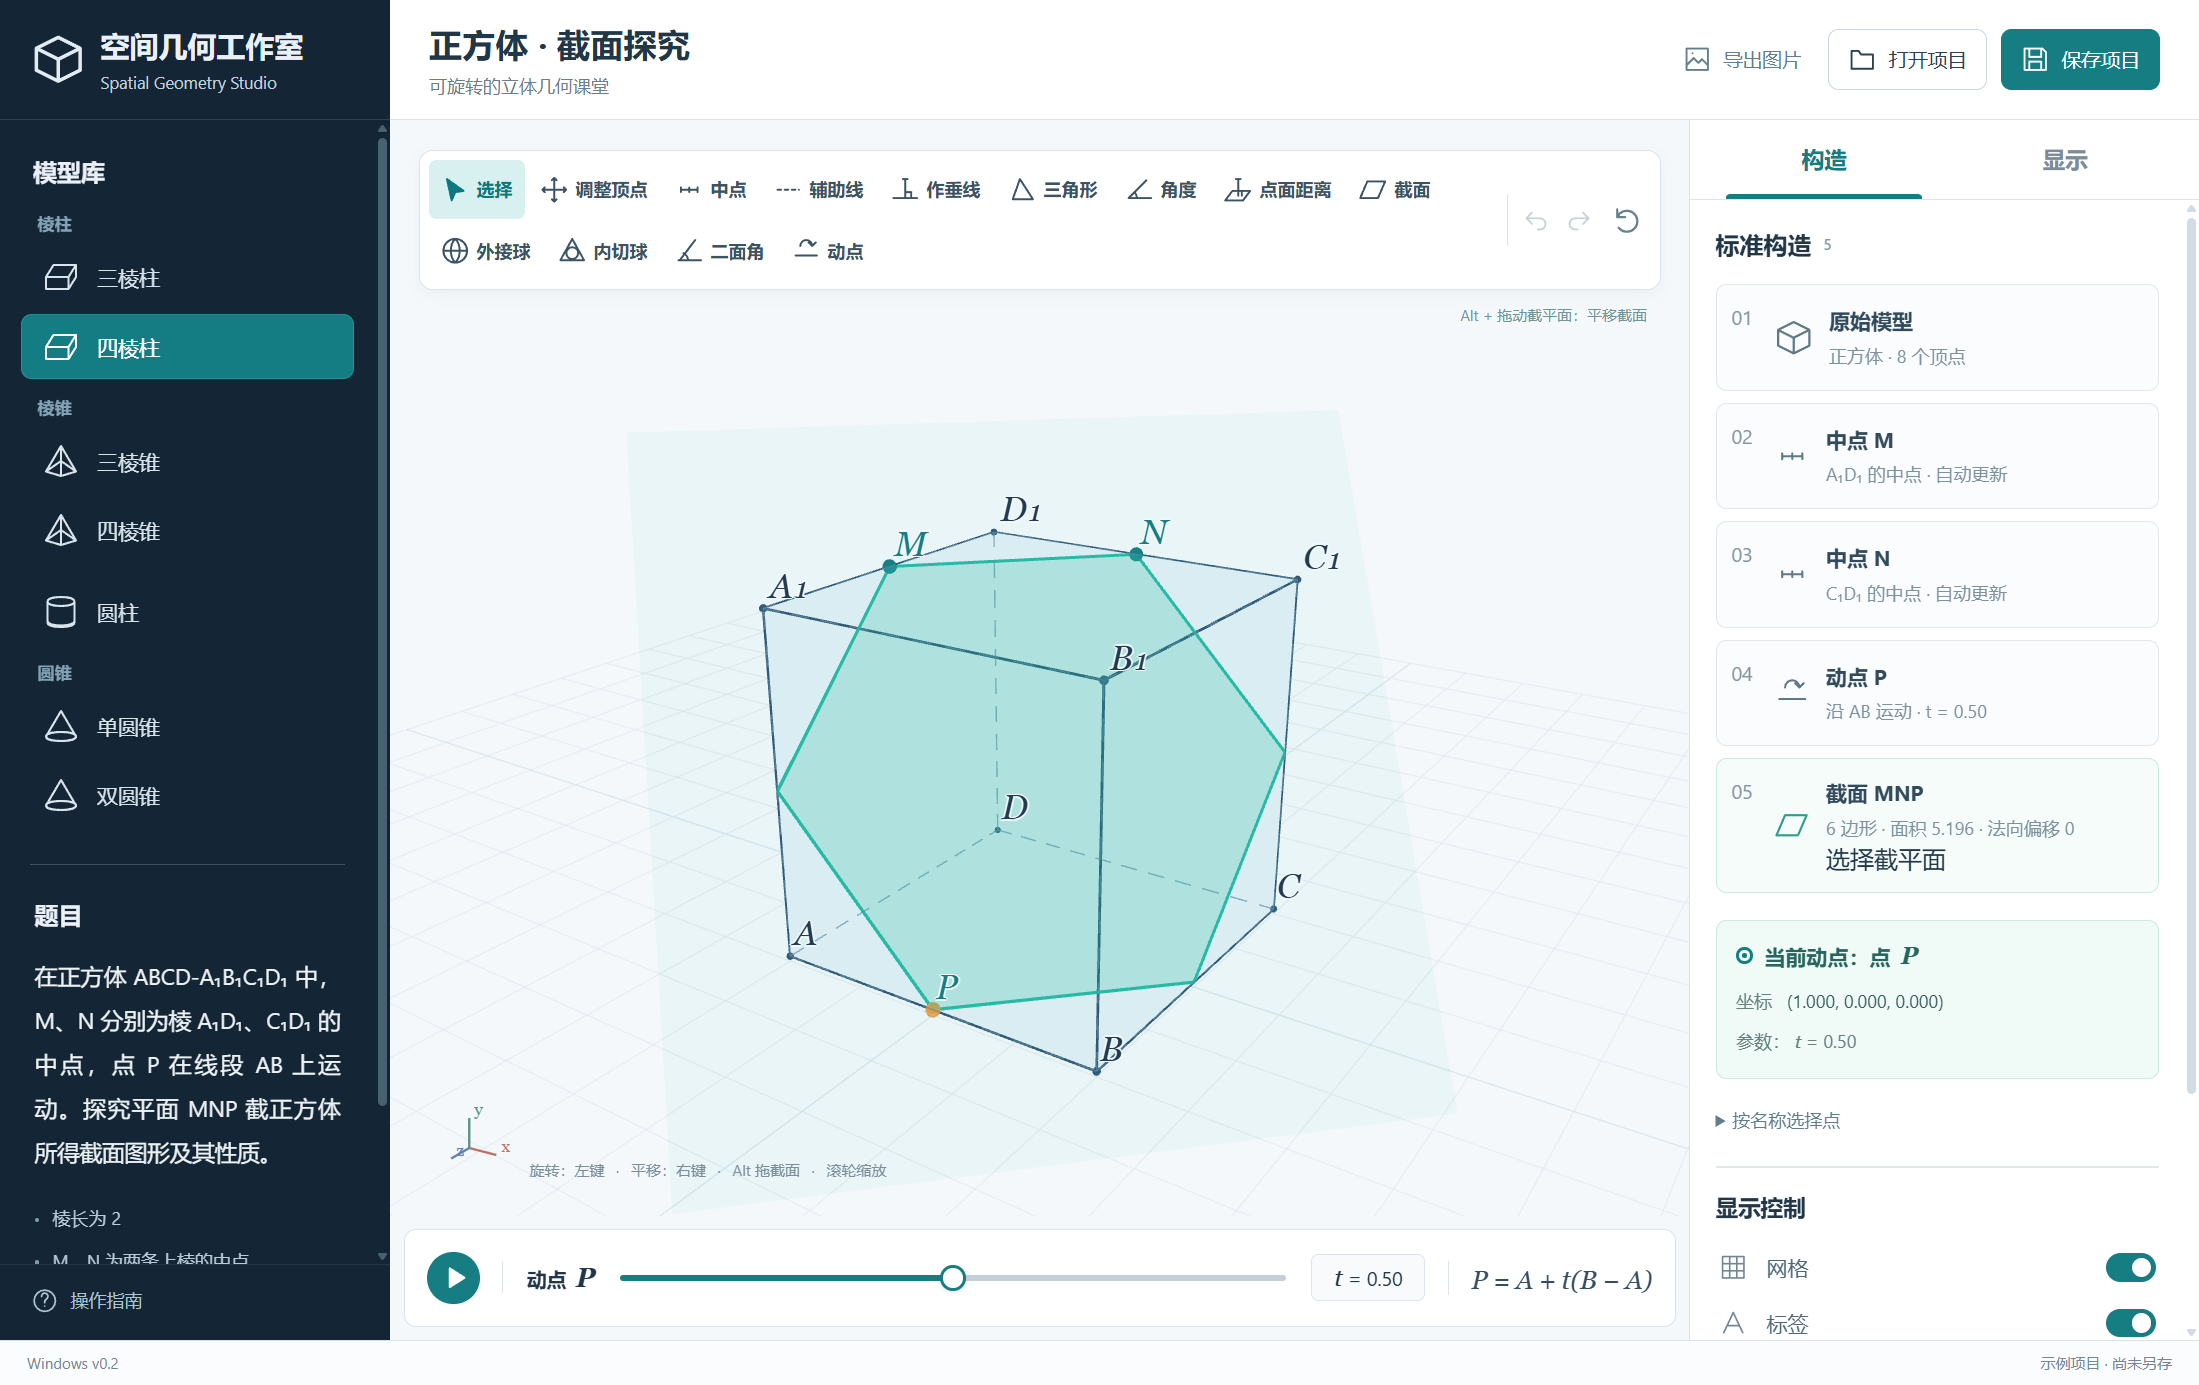 空间几何工作室
Spatial Geometry Studio
正方体 · 截面探究
可旋转的立体几何课堂
导出图片
打开项目
保存项目
模型库
棱柱
三棱柱
四棱柱
棱锥
三棱锥
四棱锥
圆柱
圆锥
单圆锥
双圆锥
题目
在正方体 ABCD-A₁B₁C₁D₁ 中，
M、N 分别为棱 A₁D₁、C₁D₁ 的
中点，点 P 在线段 AB 上运
动。探究平面 MNP 截正方体
所得截面图形及其性质。
• 棱长为 2
• M、N 为两条上棱的中点
操作指南
Windows v0.2
选择
调整顶点
中点
辅助线
作垂线
三角形
角度
点面距离
截面
外接球
内切球
二面角
动点
Alt + 拖动截平面：平移截面
D1
M
N
C1
A1
B1
D
C
A
P
B
y
z
x
旋转：左键 · 平移：右键 · Alt 拖截面 · 滚轮缩放
动点 P
t = 0.50
P = A + t(B − A)
构造
显示
标准构造 5
01
原始模型
正方体 · 8 个顶点
02
中点 M
A₁D₁ 的中点 · 自动更新
03
中点 N
C₁D₁ 的中点 · 自动更新
04
动点 P
沿 AB 运动 · t = 0.50
05
截面 MNP
6 边形 · 面积 5.196 · 法向偏移 0
选择截平面
当前动点：点 P
坐标 (1.000, 0.000, 0.000)
参数： t = 0.50
按名称选择点
显示控制
网格
标签
示例项目 · 尚未另存